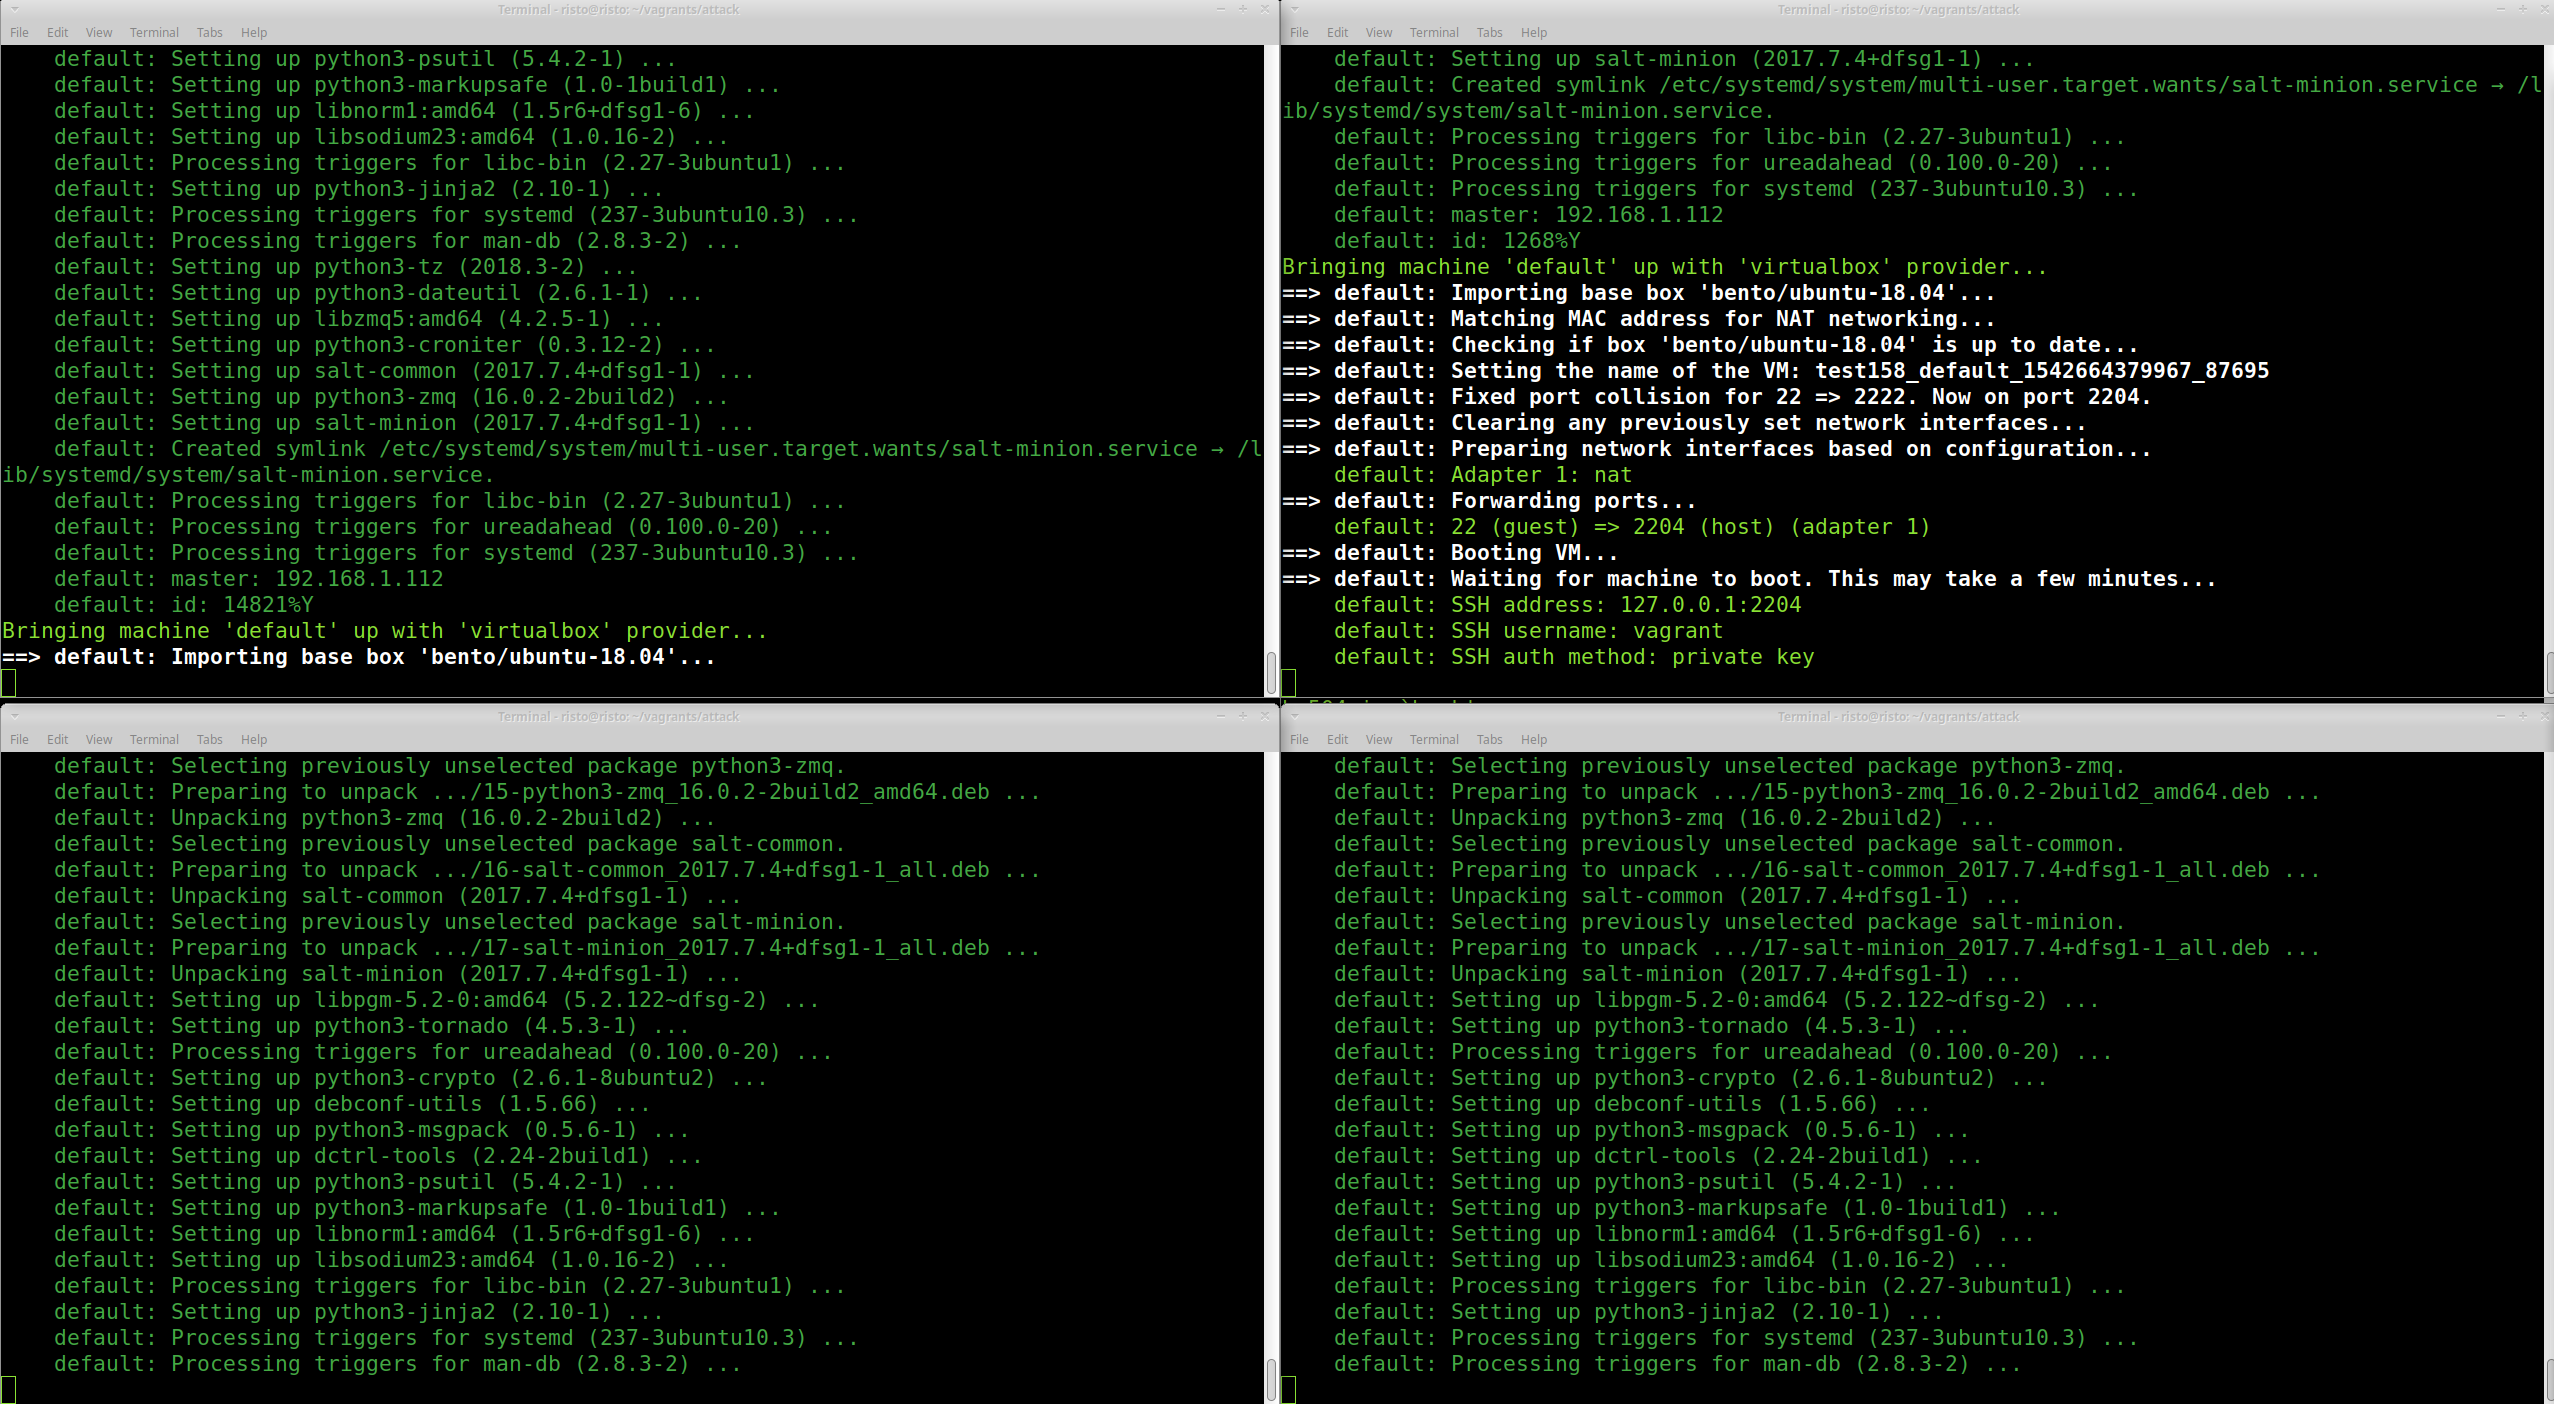 Terminal - risto@risto: ~/vagrants/attack
File Edit View Terminal Tabs Help
default: Setting up python3-psutil (5.4.2-1) ...
default: Setting up python3-markupsafe (1.0-1build1) ...
default: Setting up libnorm1:amd64 (1.5r6+dfsg1-6) ...
default: Setting up libsodium23:amd64 (1.0.16-2) ...
default: Processing triggers for libc-bin (2.27-3ubuntu1) ...
default: Setting up python3-jinja2 (2.10-1) ...
default: Processing triggers for systemd (237-3ubuntu10.3) ...
default: Processing triggers for man-db (2.8.3-2) ...
default: Setting up python3-tz (2018.3-2) ...
default: Setting up python3-dateutil (2.6.1-1) ...
default: Setting up libzmq5:amd64 (4.2.5-1) ...
default: Setting up python3-croniter (0.3.12-2) ...
default: Setting up salt-common (2017.7.4+dfsg1-1) ...
default: Setting up python3-zmq (16.0.2-2build2) ...
default: Setting up salt-minion (2017.7.4+dfsg1-1) ...
default: Created symlink /etc/systemd/system/multi-user.target.wants/salt-minion.service → /l
ib/systemd/system/salt-minion.service.
default: Processing triggers for libc-bin (2.27-3ubuntu1) ...
default: Processing triggers for ureadahead (0.100.0-20) ...
default: Processing triggers for systemd (237-3ubuntu10.3) ...
default: master: 192.168.1.112
default: id: 14821%Y
Bringing machine 'default' up with 'virtualbox' provider...
==> default: Importing base box 'bento/ubuntu-18.04'...
Terminal - risto@risto: ~/vagrants/attack
File Edit View Terminal Tabs Help
default: Setting up salt-minion (2017.7.4+dfsg1-1) ...
default: Created symlink /etc/systemd/system/multi-user.target.wants/salt-minion.service → /l
ib/systemd/system/salt-minion.service.
default: Processing triggers for libc-bin (2.27-3ubuntu1) ...
default: Processing triggers for ureadahead (0.100.0-20) ...
default: Processing triggers for systemd (237-3ubuntu10.3) ...
default: master: 192.168.1.112
default: id: 1268%Y
Bringing machine 'default' up with 'virtualbox' provider...
==> default: Importing base box 'bento/ubuntu-18.04'...
==> default: Matching MAC address for NAT networking...
==> default: Checking if box 'bento/ubuntu-18.04' is up to date...
==> default: Setting the name of the VM: test158_default_1542664379967_87695
==> default: Fixed port collision for 22 => 2222. Now on port 2204.
==> default: Clearing any previously set network interfaces...
==> default: Preparing network interfaces based on configuration...
default: Adapter 1: nat
==> default: Forwarding ports...
default: 22 (guest) => 2204 (host) (adapter 1)
==> default: Booting VM...
==> default: Waiting for machine to boot. This may take a few minutes...
default: SSH address: 127.0.0.1:2204
default: SSH username: vagrant
default: SSH auth method: private key
Terminal - risto@risto: ~/vagrants/attack
File Edit View Terminal Tabs Help
default: Selecting previously unselected package python3-zmq.
default: Preparing to unpack .../15-python3-zmq_16.0.2-2build2_amd64.deb ...
default: Unpacking python3-zmq (16.0.2-2build2) ...
default: Selecting previously unselected package salt-common.
default: Preparing to unpack .../16-salt-common_2017.7.4+dfsg1-1_all.deb ...
default: Unpacking salt-common (2017.7.4+dfsg1-1) ...
default: Selecting previously unselected package salt-minion.
default: Preparing to unpack .../17-salt-minion_2017.7.4+dfsg1-1_all.deb ...
default: Unpacking salt-minion (2017.7.4+dfsg1-1) ...
default: Setting up libpgm-5.2-0:amd64 (5.2.122~dfsg-2) ...
default: Setting up python3-tornado (4.5.3-1) ...
default: Processing triggers for ureadahead (0.100.0-20) ...
default: Setting up python3-crypto (2.6.1-8ubuntu2) ...
default: Setting up debconf-utils (1.5.66) ...
default: Setting up python3-msgpack (0.5.6-1) ...
default: Setting up dctrl-tools (2.24-2build1) ...
default: Setting up python3-psutil (5.4.2-1) ...
default: Setting up python3-markupsafe (1.0-1build1) ...
default: Setting up libnorm1:amd64 (1.5r6+dfsg1-6) ...
default: Setting up libsodium23:amd64 (1.0.16-2) ...
default: Processing triggers for libc-bin (2.27-3ubuntu1) ...
default: Setting up python3-jinja2 (2.10-1) ...
default: Processing triggers for systemd (237-3ubuntu10.3) ...
default: Processing triggers for man-db (2.8.3-2) ...
Terminal - risto@risto: ~/vagrants/attack
File Edit View Terminal Tabs Help
default: Selecting previously unselected package python3-zmq.
default: Preparing to unpack .../15-python3-zmq_16.0.2-2build2_amd64.deb ...
default: Unpacking python3-zmq (16.0.2-2build2) ...
default: Selecting previously unselected package salt-common.
default: Preparing to unpack .../16-salt-common_2017.7.4+dfsg1-1_all.deb ...
default: Unpacking salt-common (2017.7.4+dfsg1-1) ...
default: Selecting previously unselected package salt-minion.
default: Preparing to unpack .../17-salt-minion_2017.7.4+dfsg1-1_all.deb ...
default: Unpacking salt-minion (2017.7.4+dfsg1-1) ...
default: Setting up libpgm-5.2-0:amd64 (5.2.122~dfsg-2) ...
default: Setting up python3-tornado (4.5.3-1) ...
default: Processing triggers for ureadahead (0.100.0-20) ...
default: Setting up python3-crypto (2.6.1-8ubuntu2) ...
default: Setting up debconf-utils (1.5.66) ...
default: Setting up python3-msgpack (0.5.6-1) ...
default: Setting up dctrl-tools (2.24-2build1) ...
default: Setting up python3-psutil (5.4.2-1) ...
default: Setting up python3-markupsafe (1.0-1build1) ...
default: Setting up libnorm1:amd64 (1.5r6+dfsg1-6) ...
default: Setting up libsodium23:amd64 (1.0.16-2) ...
default: Processing triggers for libc-bin (2.27-3ubuntu1) ...
default: Setting up python3-jinja2 (2.10-1) ...
default: Processing triggers for systemd (237-3ubuntu10.3) ...
default: Processing triggers for man-db (2.8.3-2) ...